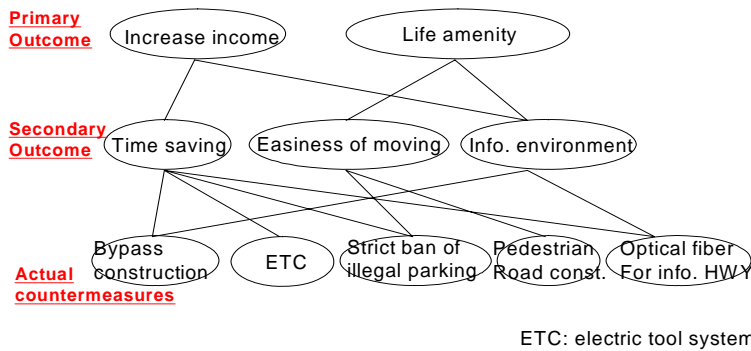 Primary
Outcome
Increase income
Life amenity
Secondary
Outcome
Time saving
Easiness of moving
Info. environment
Actual
countermeasures
Bypass
construction
ETC
Strict ban of
illegal parking
Pedestrian
Road const.
Optical fiber
For info. HWY
ETC: electric tool system